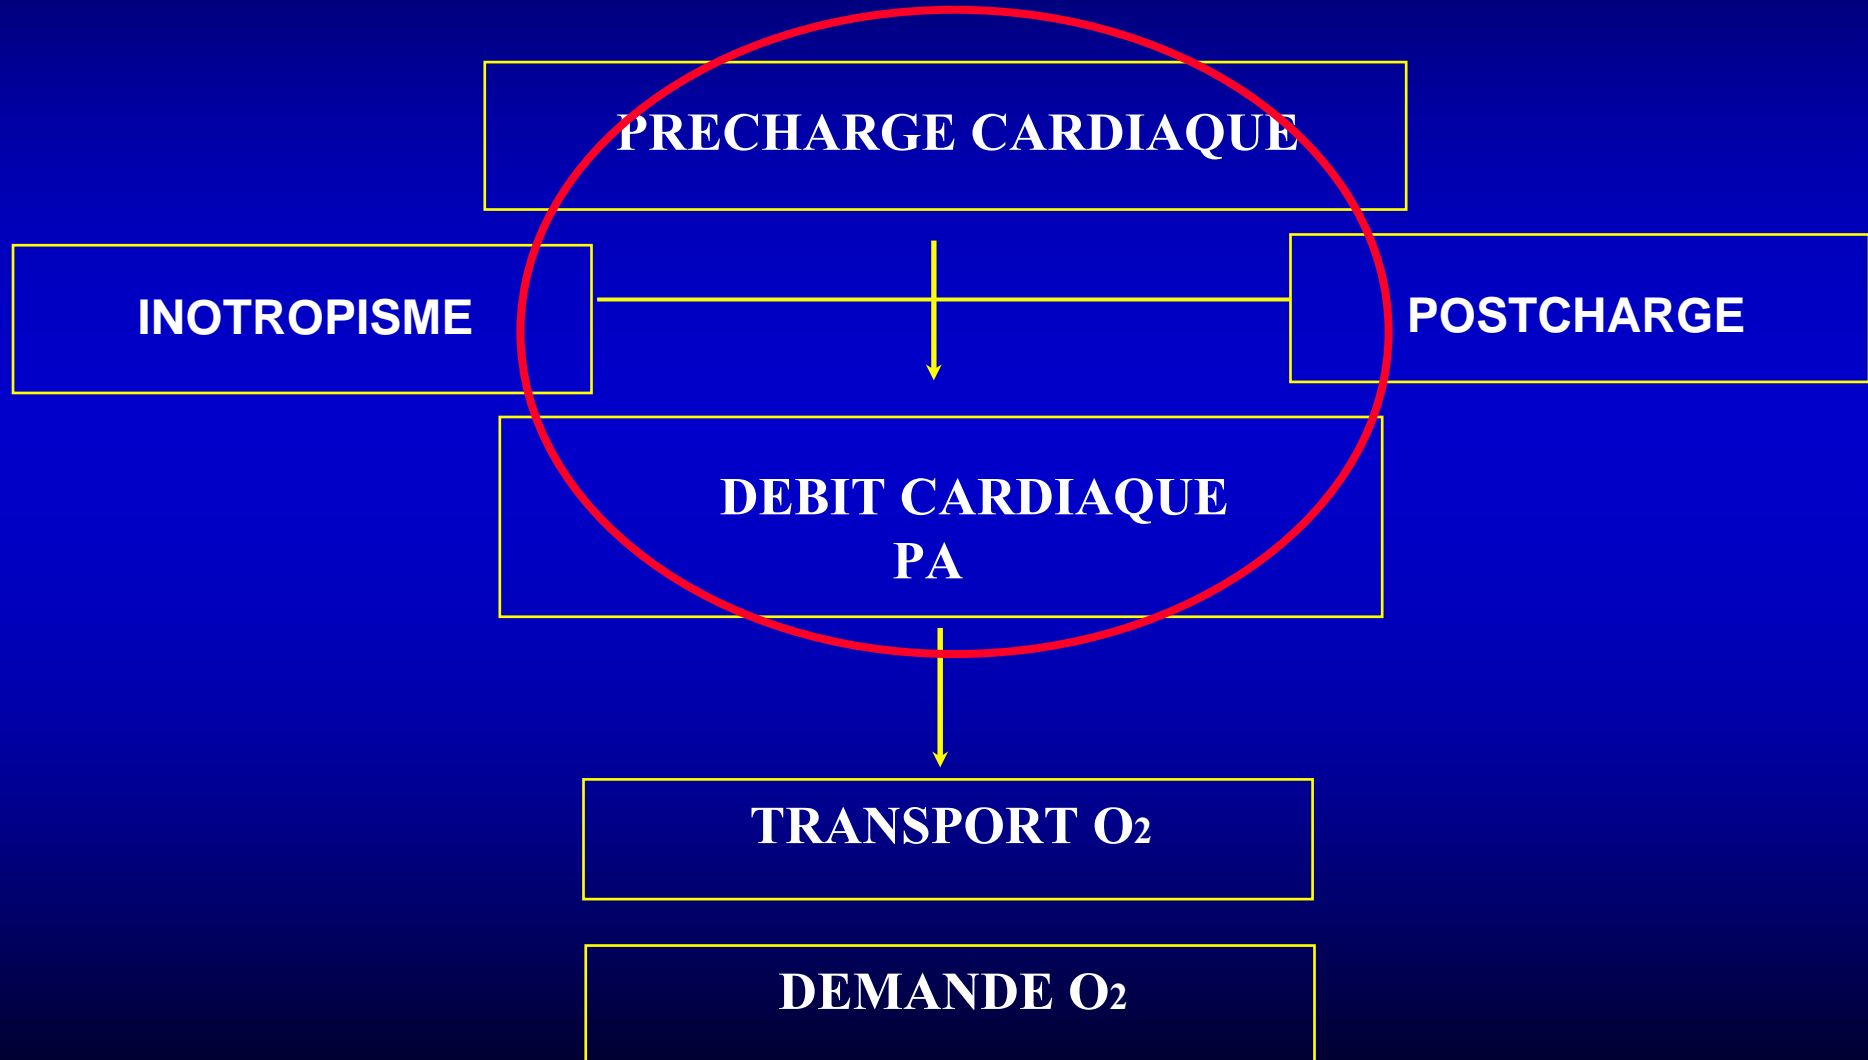 PRECHARGE CARDIAQUE
INOTROPISME
POSTCHARGE
DEBIT CARDIAQUE
PA
TRANSPORT O2
DEMANDE O2